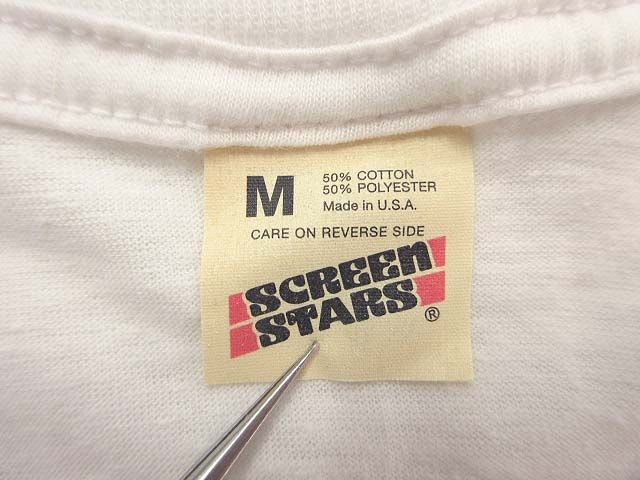 M
50% COTTON
50% POLYESTER
Made in U.S.A.
CARE ON REVERSE SIDE
SCREEN
STARS®